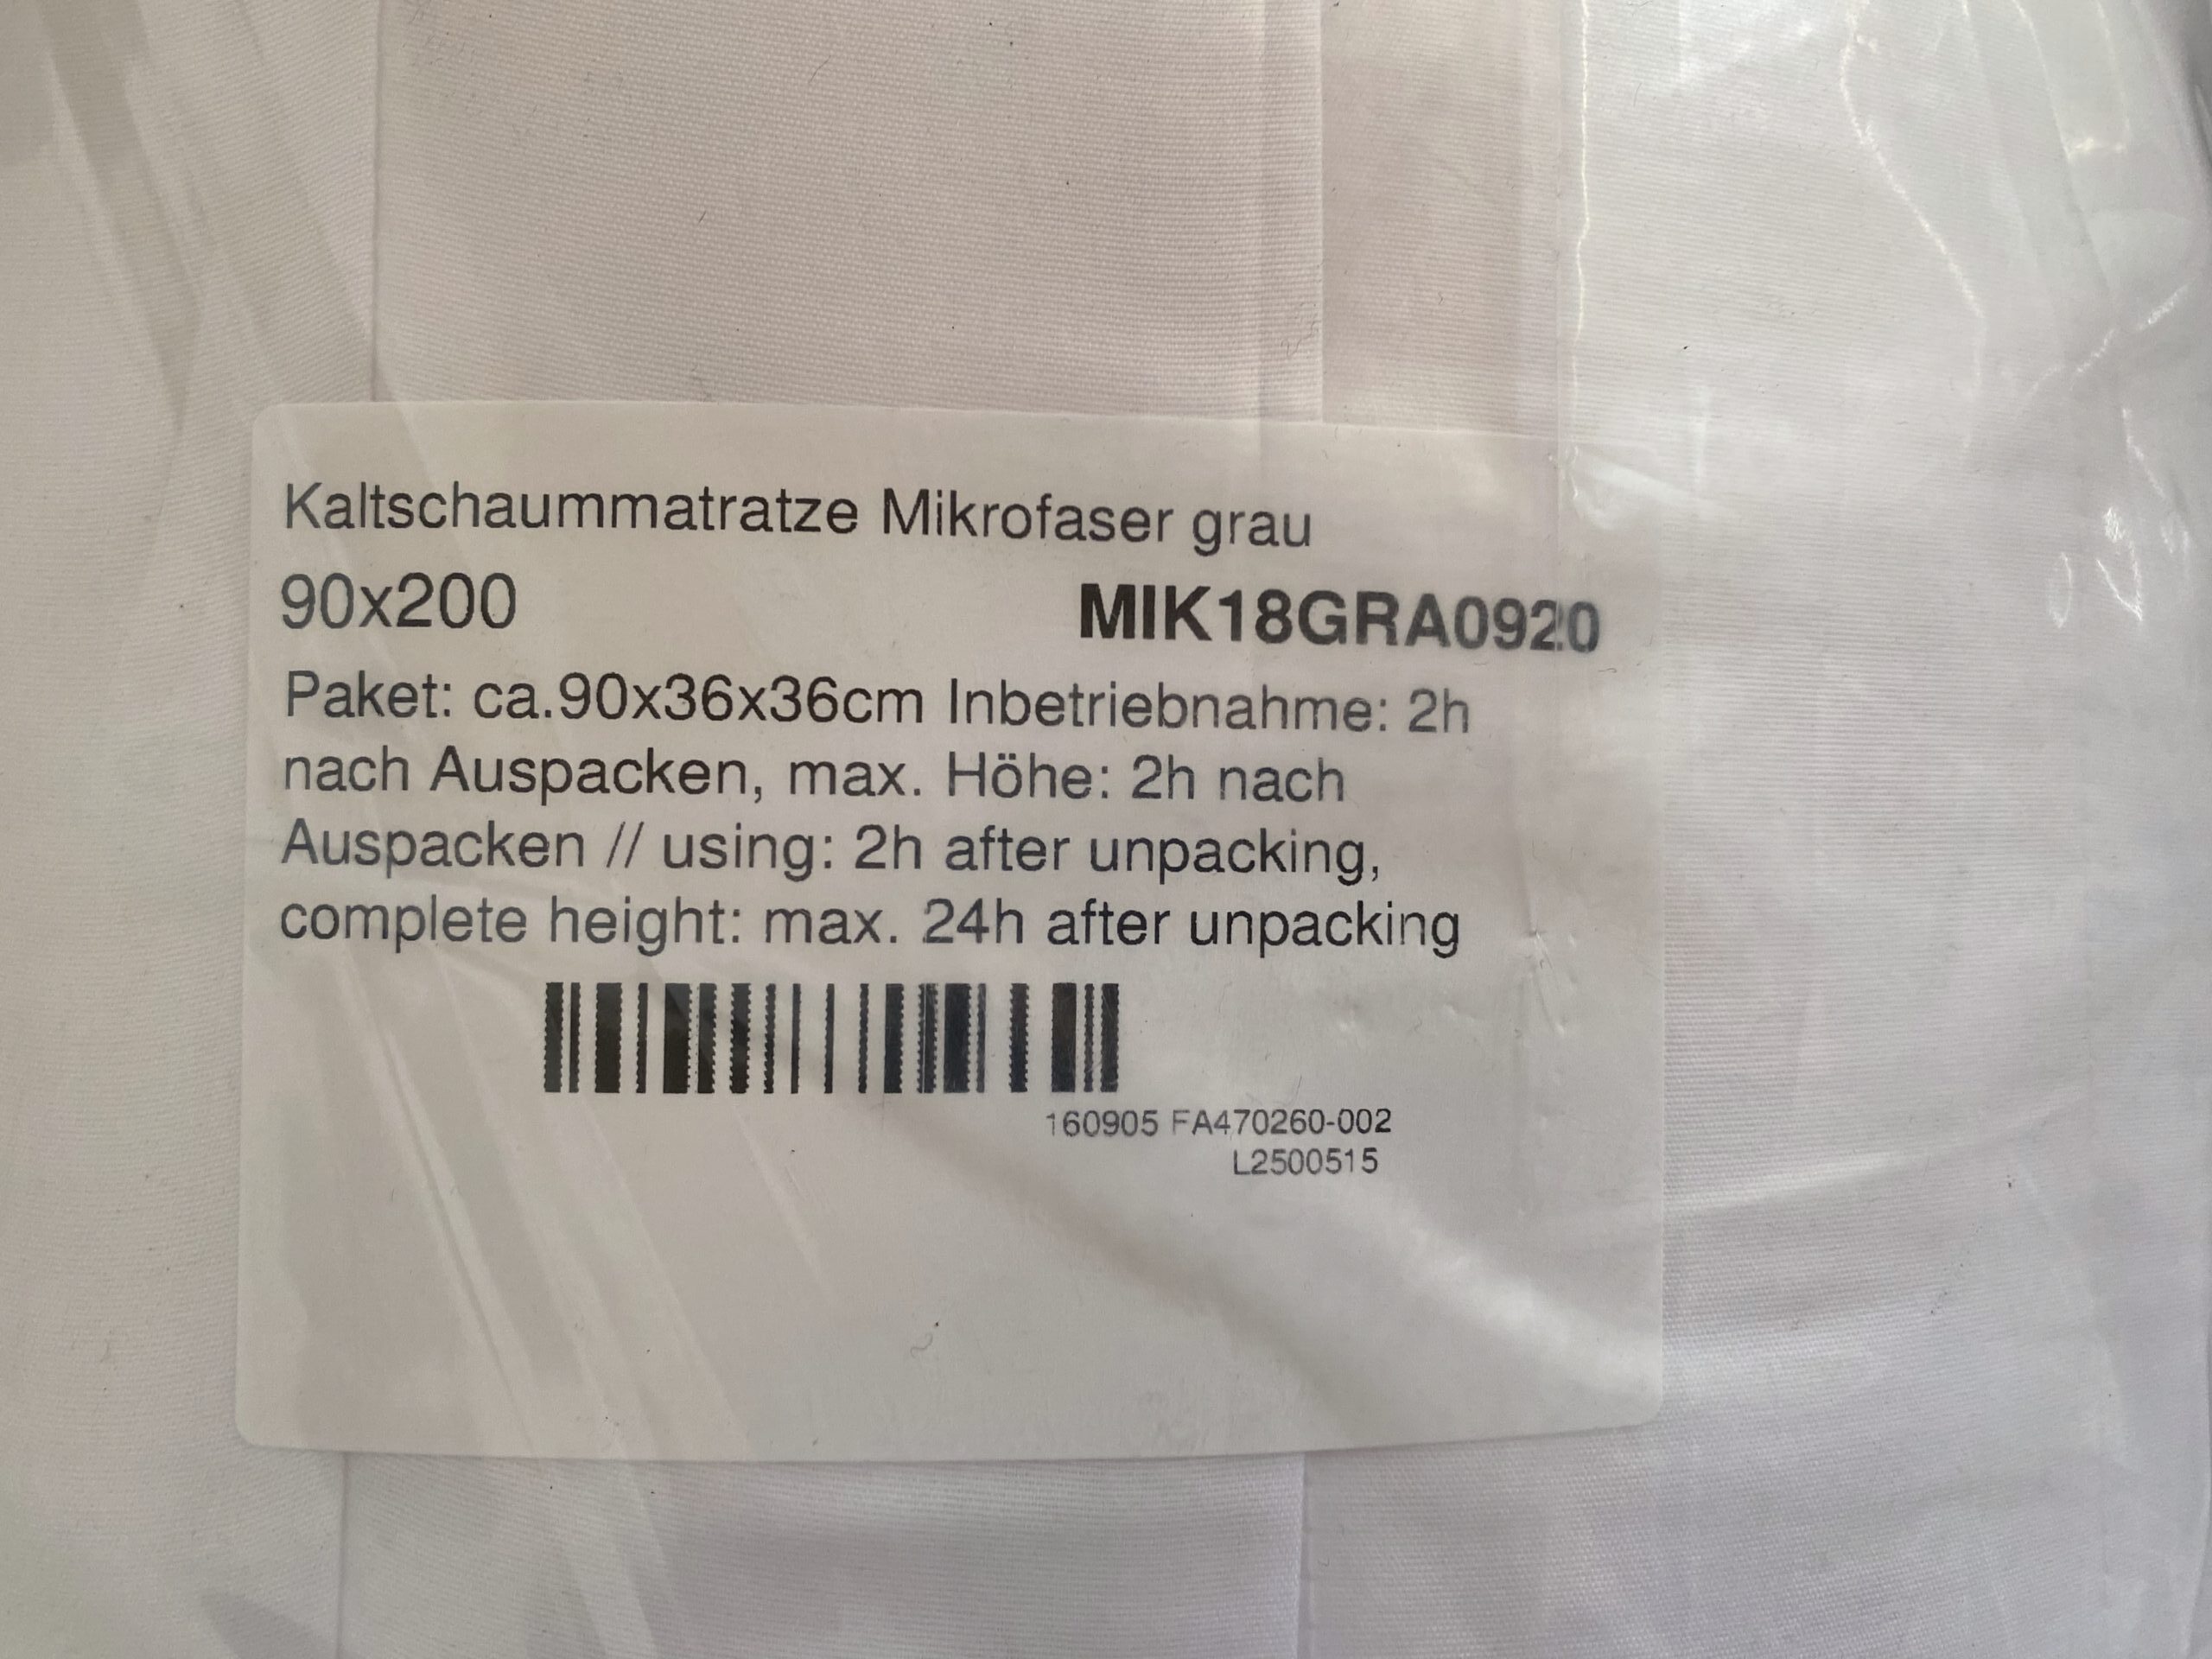 Kaltschaummatratze Mikrofaser grau
90x200 MIK18GRA0920
Paket: ca.90x36x36cm Inbetriebnahme: 2h
nach Auspacken, max. Höhe: 2h nach
Auspacken // using: 2h after unpacking,
complete height: max. 24h after unpacking
160905 FA470260-002
L2500515